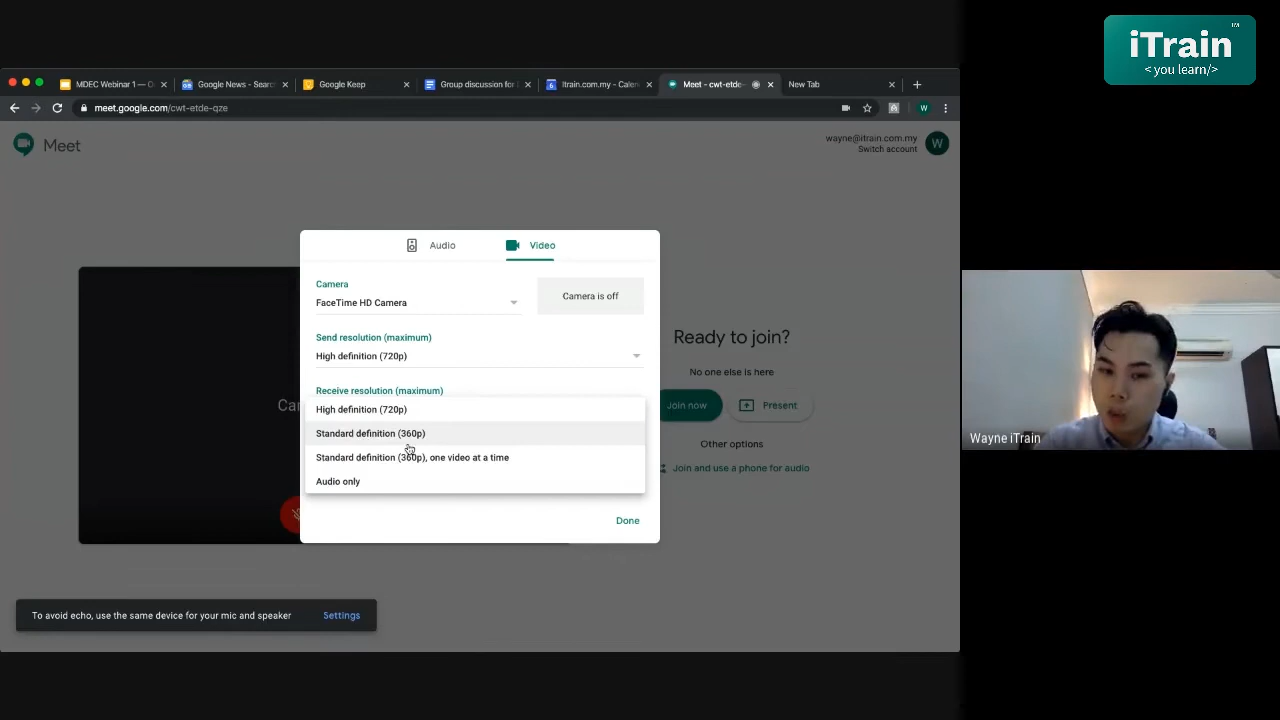 iTrain™
< you learn/>
MDEC Webinar 1 — G
Google News - Searc
Google Keep
Group discussion for
Itrain.com.my - Calen
Meet - cwt-etde-
New Tab
meet.google.com/cwt-etde-qze
W
Meet
wayne@itrain.com.my
Switch account
W
Audio
Video
Camera
FaceTime HD Camera
Camera is off
Send resolution (maximum)
High definition (720p)
Receive resolution (maximum)
High definition (720p)
Standard definition (360p)
Standard definition (360p), one video at a time
Audio only
Done
Ca
Ready to join?
No one else is here
Join now
Present
Other options
Join and use a phone for audio
Wayne iTrain
To avoid echo, use the same device for your mic and speaker
Settings